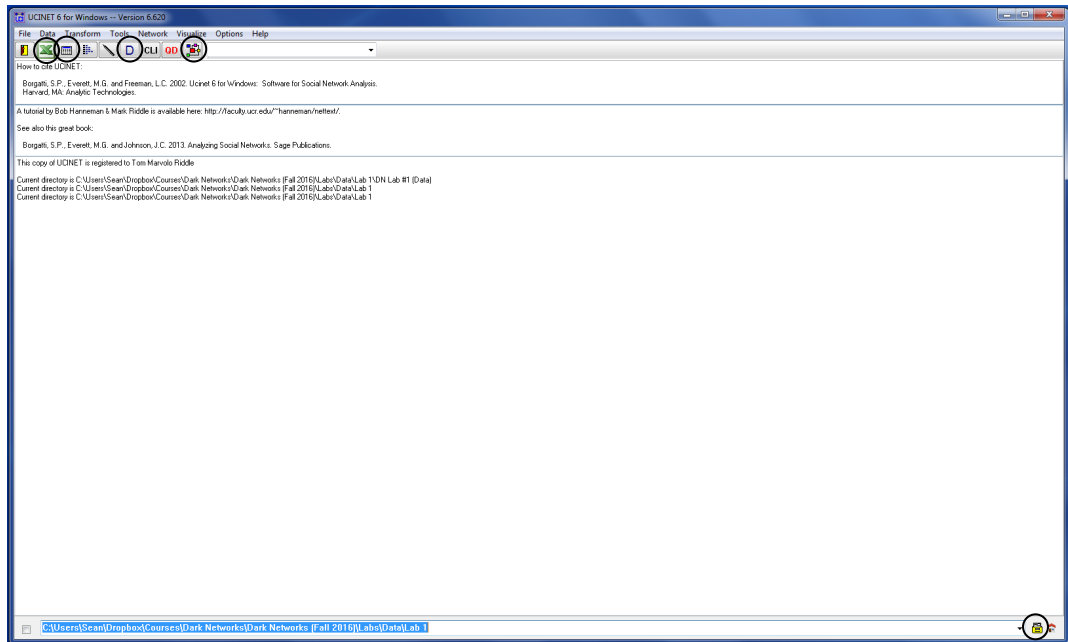 UCINET 6 for Windows -- Version 6.620
File Data Transform Tools Network Visualize Options Help
D CLI QD
How to cite UCINET:
Borgatti, S.P., Everett, M.G. and Freeman, L.C. 2002. Ucinet 6 for Windows: Software for Social Network Analysis.
Harvard, MA: Analytic Technologies.
A tutorial by Bob Hanneman & Mark Riddle is available here: http://faculty.ucr.edu/~hanneman/nettext/.
See also this great book:
Borgatti, S.P., Everett, M.G. and Johnson, J.C. 2013. Analyzing Social Networks. Sage Publications.
This copy of UCINET is registered to Tom Marvolo Riddle
Current directory is C:\Users\Sean\Dropbox\Courses\Dark Networks\Dark Networks (Fall 2016)\Labs\Data\Lab 1\DN Lab #1 (Data)
Current directory is C:\Users\Sean\Dropbox\Courses\Dark Networks\Dark Networks (Fall 2016)\Labs\Data\Lab 1
Current directory is C:\Users\Sean\Dropbox\Courses\Dark Networks\Dark Networks (Fall 2016)\Labs\Data\Lab 1
C:\Users\Sean\Dropbox\Courses\Dark Networks\Dark Networks (Fall 2016)\Labs\Data\Lab 1